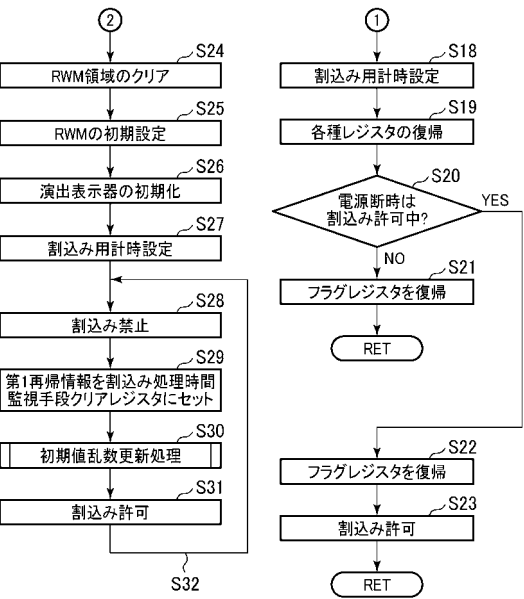 2
S24
RWM領域のクリア
S25
RWMの初期設定
S26
演出表示器の初期化
S27
割込み用計時設定
S28
割込み禁止
S29
第1再帰情報を割込み処理時間
監視手段クリアレジスタにセット
S30
初期値乱数更新処理
S31
割込み許可
S32
1
S18
割込み用計時設定
S19
各種レジスタの復帰
S20
電源断時は
割込み許可中?
YES
NO
S21
フラグレジスタを復帰
RET
S22
フラグレジスタを復帰
S23
割込み許可
RET